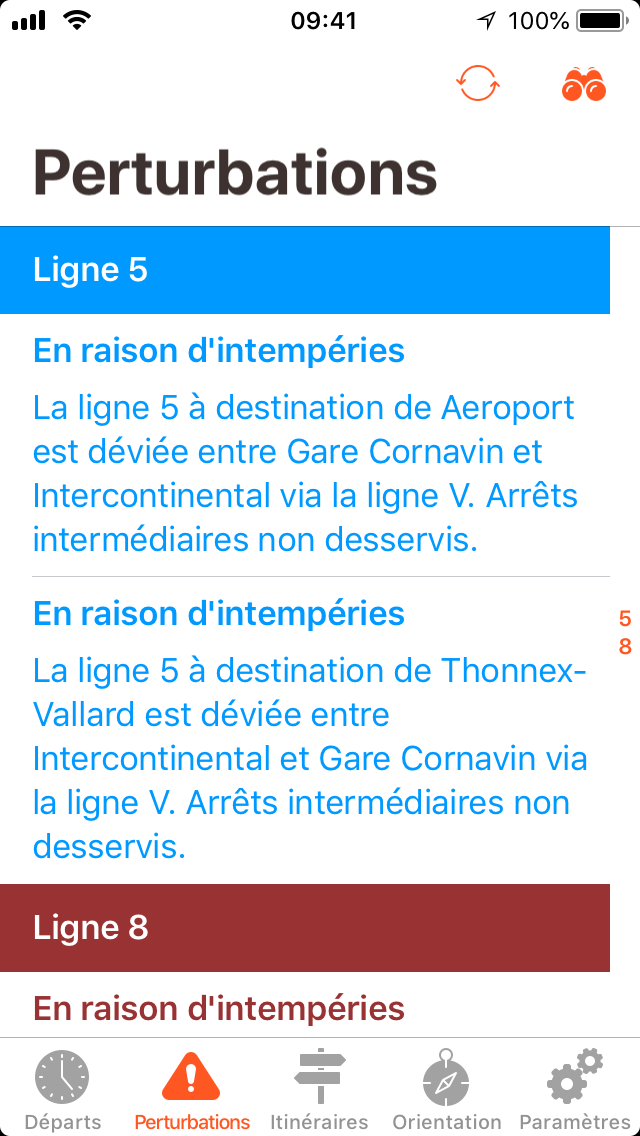 09:41
100%
Perturbations
Ligne 5
En raison d'intempéries
La ligne 5 à destination de Aeroport
est déviée entre Gare Cornavin et
Intercontinental via la ligne V. Arrêts
intermédiaires non desservis.
En raison d'intempéries
La ligne 5 à destination de Thonnex-
Vallard est déviée entre
Intercontinental et Gare Cornavin via
la ligne V. Arrêts intermédiaires non
desservis.
5
8
Ligne 8
En raison d'intempéries
Départs
Perturbations
Itinéraires
Orientation
Paramètres